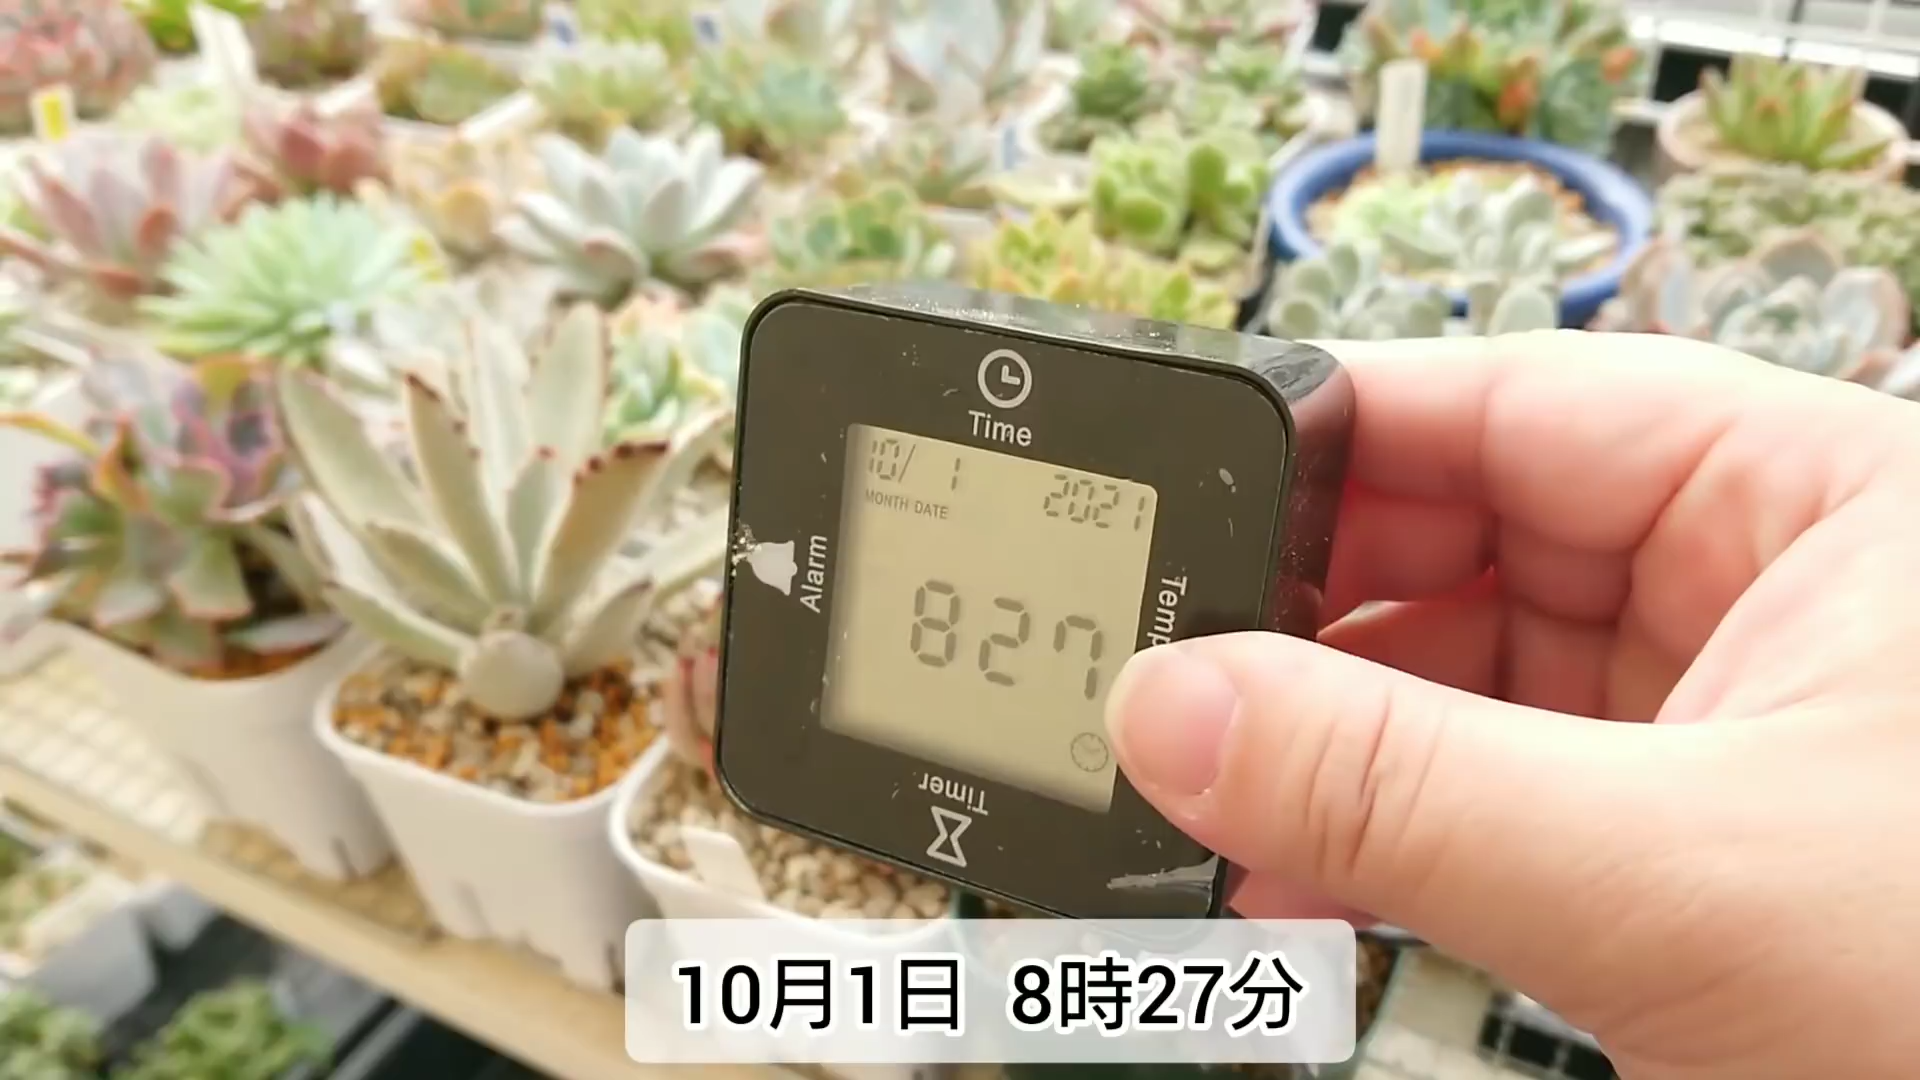 Time
10/ 1
2021
MONTH DATE
Alarm
827
Temp
Timer
10月1日 8時27分